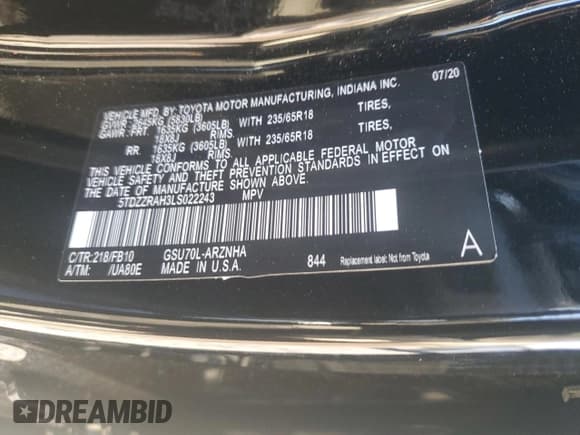 VEHICLE MFD. BY:TOYOTA MOTOR MANUFACTURING, INDIANA INC. 07/20
GVWR 2645KG (5830LB)
GAWR: FRT 1635KG (3605LB) WITH 235/65R18 TIRES,
18X8J RIMS.
RR 1635KG (3605LB) WITH 235/65R18 TIRES,
18X8J RIMS.
THIS VEHICLE CONFORMS TO ALL APPLICABLE FEDERAL MOTOR
VEHICLE SAFETY AND THEFT PREVENTION STANDARDS IN EFFECT
ON THE DATE OF MANUFACTURE SHOWN ABOVE.
5TDZZRAH3LS022243 MPV
C/TR:218/FB10 GSU70L-ARZNHA
A/TM: /UA80E MADE IN U.S.A. 844 Replacement label: Not Toyota. A
DREAMBID